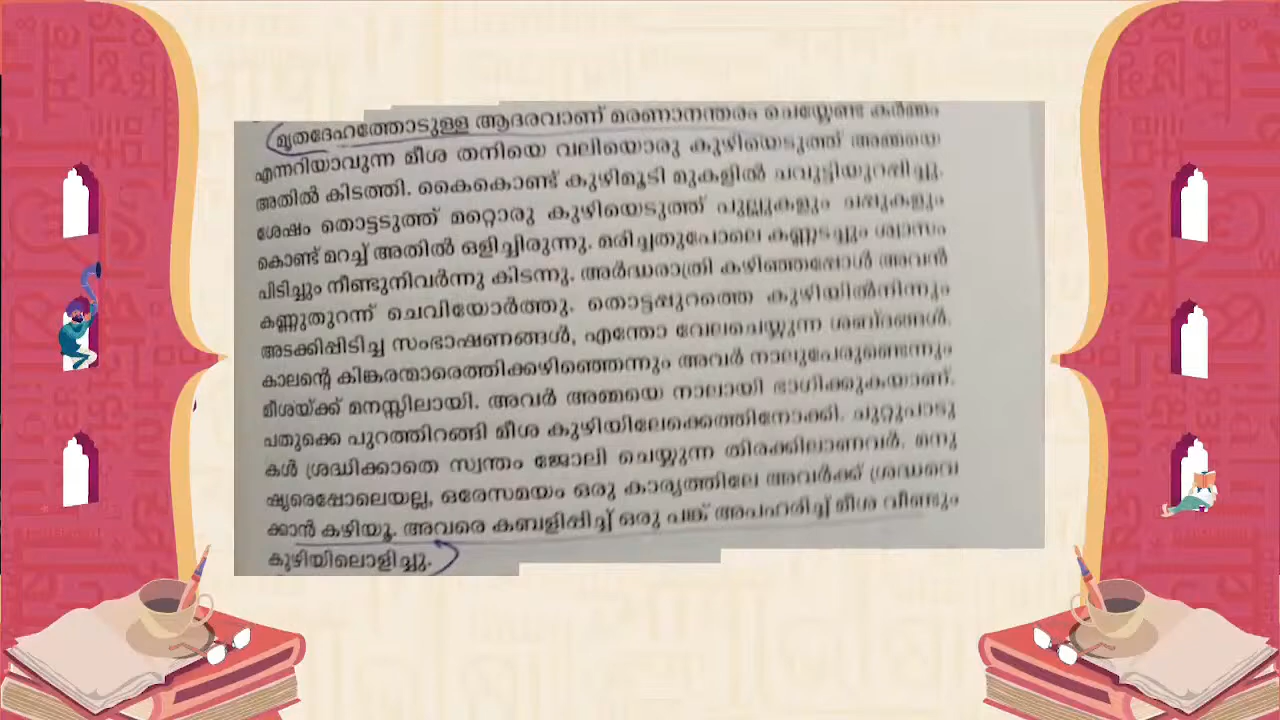 മൃതദേഹത്തോടുള്ള ആദരവാണ് മരണാനന്തരം ചെയ്യേണ്ട കർമ്മം
എന്നറിയാവുന്ന മീശ തനിയെ വലിയൊരു കുഴിയെടുത്ത് അമ്മയെ
അതിൽ കിടത്തി. കൈകൊണ്ട് കുഴിമൂടി മുകളിൽ ചവുട്ടിയുറപ്പിച്ചു.
ശേഷം തൊട്ടടുത്ത് മറ്റൊരു കുഴിയെടുത്ത് പുല്ലുകളും ചപ്പുകളും
കൊണ്ട് മറച്ച് അതിൽ ഒളിച്ചിരുന്നു. മരിച്ചതുപോലെ കണ്ണടച്ചും ശ്വാസം
പിടിച്ചും നീണ്ടുനിവർന്നു കിടന്നു. അർദ്ധരാത്രി കഴിഞ്ഞപ്പോൾ അവൻ
കണ്ണുതുറന്ന് ചെവിയോർത്തു. തൊട്ടപ്പുറത്തെ കുഴിയിൽനിന്നും
അടക്കിപ്പിടിച്ച സംഭാഷണങ്ങൾ, എന്തോ വേലചെയ്യുന്ന ശബ്ദങ്ങൾ.
കാലന്റെ കിങ്കരന്മാരെത്തിക്കഴിഞ്ഞെന്നും അവർ നാലുപേരുണ്ടെന്നും
മീശയ്ക്ക് മനസ്സിലായി. അവർ അമ്മയെ നാലായി ഭാഗിക്കുകയാണ്.
പതുക്കെ പുറത്തിറങ്ങി മീശ കുഴിയിലേക്കെത്തിനോക്കി. ചുറ്റുപാടു
കൾ ശ്രദ്ധിക്കാതെ സ്വന്തം ജോലി ചെയ്യുന്ന തിരക്കിലാണവർ. മനു
ഷ്യരെപ്പോലെയല്ല, ഒരേസമയം ഒരു കാര്യത്തിലേ അവർക്ക് ശ്രദ്ധവെ
ക്കാൻ കഴിയൂ. അവരെ കബളിപ്പിച്ച് ഒരു പങ്ക് അപഹരിച്ച് മീശ വീണ്ടും
കുഴിയിലൊളിച്ചു.